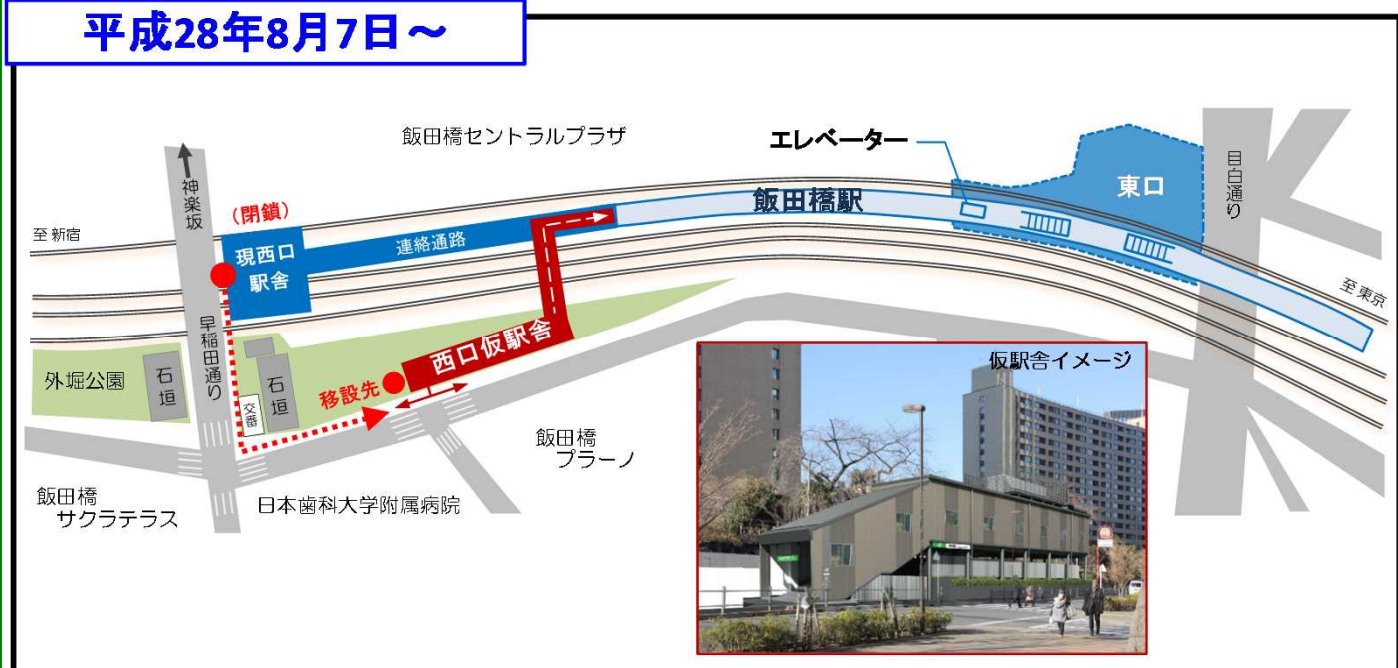 平成28年8月7日～
飯田橋セントラルプラザ
エレベーター
神楽坂
（閉鎖）
至 新宿
現西口
駅舎
連絡通路
飯田橋駅
東口
目白通り
至 東京
早稲田通り
西口仮駅舎
外堀公園
石垣
石垣
交番
移設先
飯田橋
プラーノ
飯田橋
サクラテラス
日本歯科大学附属病院
仮駅舎イメージ